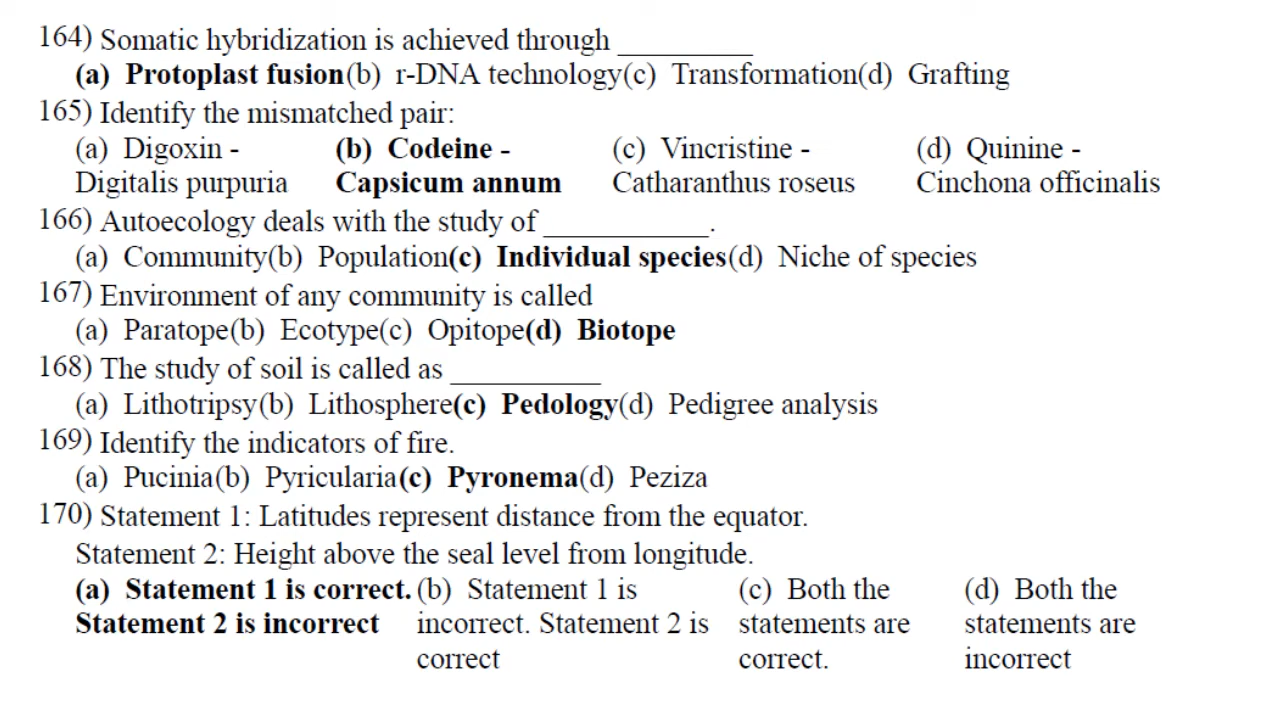 164) Somatic hybridization is achieved through _________
(a) Protoplast fusion(b) r-DNA technology(c) Transformation(d) Grafting
165) Identify the mismatched pair:
(a) Digoxin - (b) Codeine - (c) Vincristine - (d) Quinine -
Digitalis purpuria Capsicum annum Catharanthus roseus Cinchona officinalis
166) Autoecology deals with the study of ___________.
(a) Community(b) Population(c) Individual species(d) Niche of species
167) Environment of any community is called
(a) Paratope(b) Ecotype(c) Opitope(d) Biotope
168) The study of soil is called as __________
(a) Lithotripsy(b) Lithosphere(c) Pedology(d) Pedigree analysis
169) Identify the indicators of fire.
(a) Pucinia(b) Pyricularia(c) Pyronema(d) Peziza
170) Statement 1: Latitudes represent distance from the equator.
Statement 2: Height above the seal level from longitude.
(a) Statement 1 is correct. (b) Statement 1 is (c) Both the (d) Both the
Statement 2 is incorrect incorrect. Statement 2 is statements are statements are
correct correct. incorrect